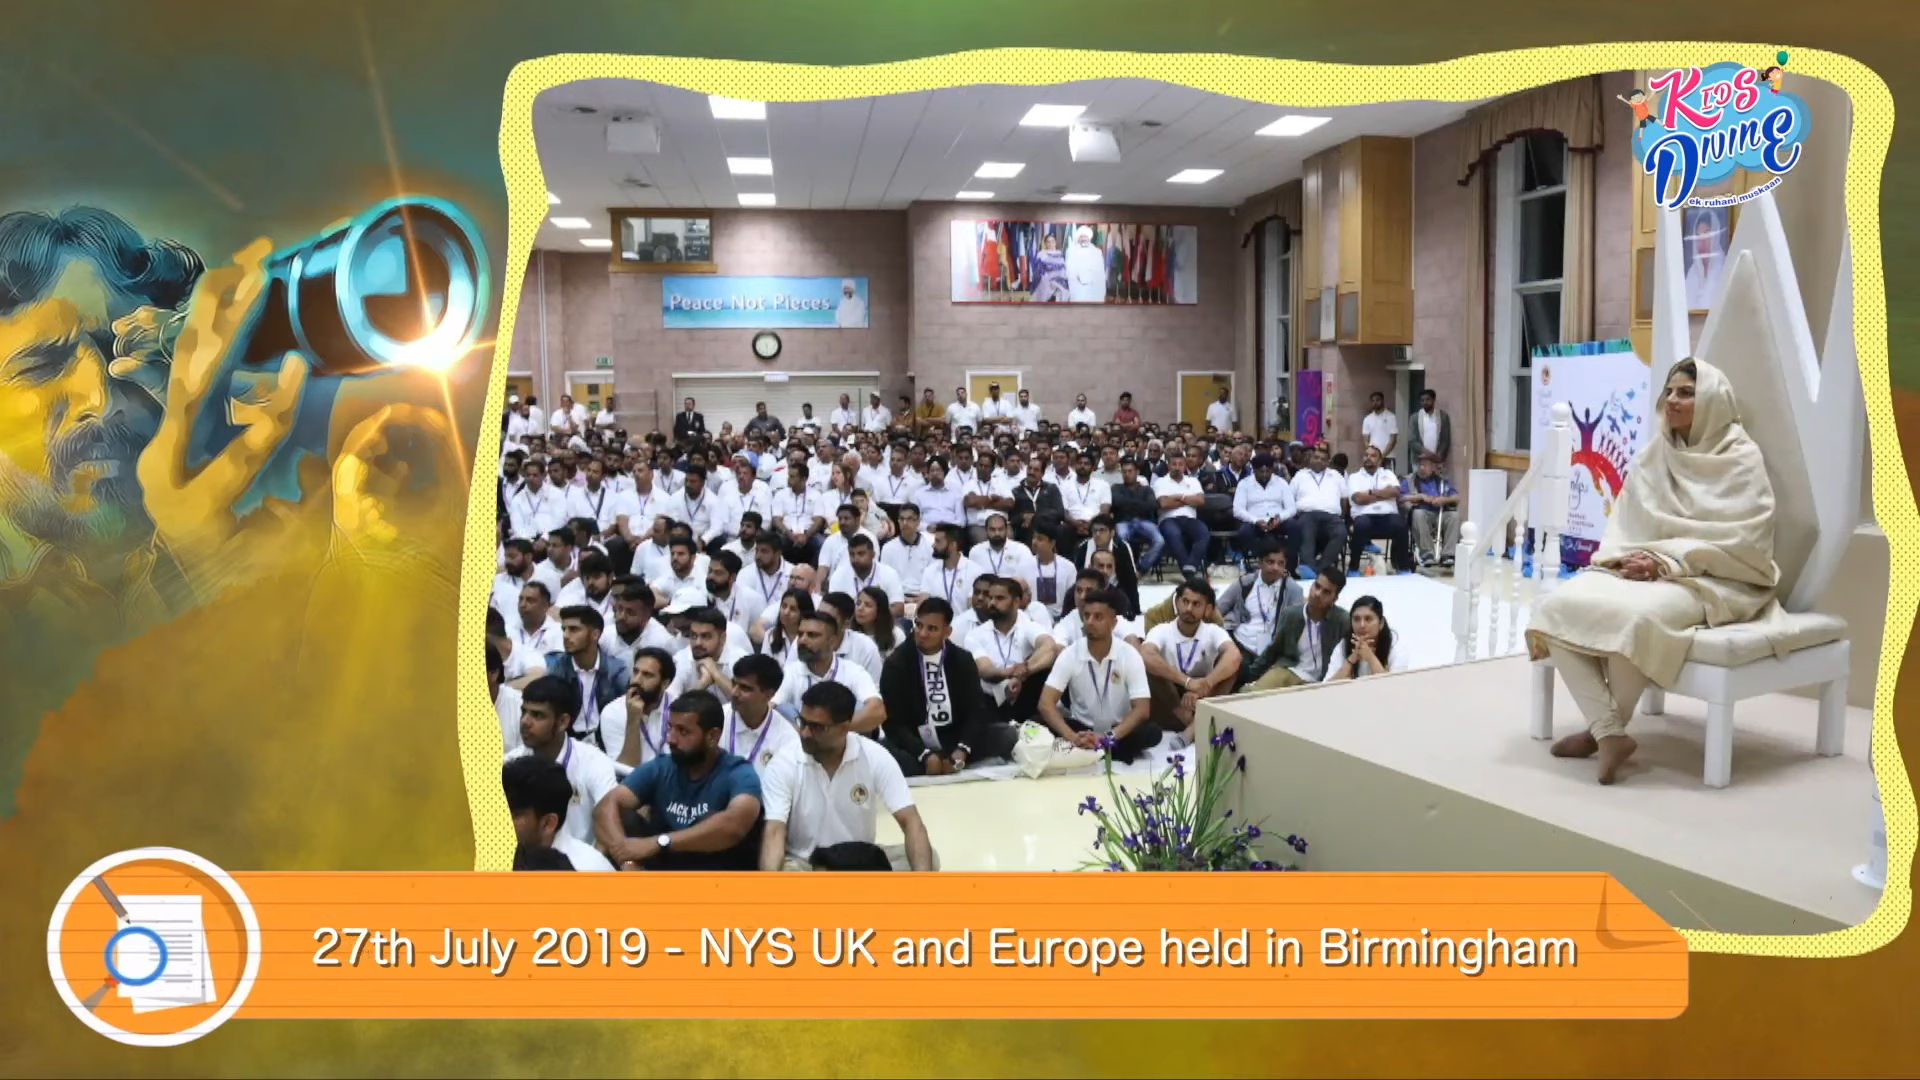 KIDS
DIVINE
ek ruhani muskaan
Peace Not Pieces
ZERO-9
27th July 2019 - NYS UK and Europe held in Birmingham